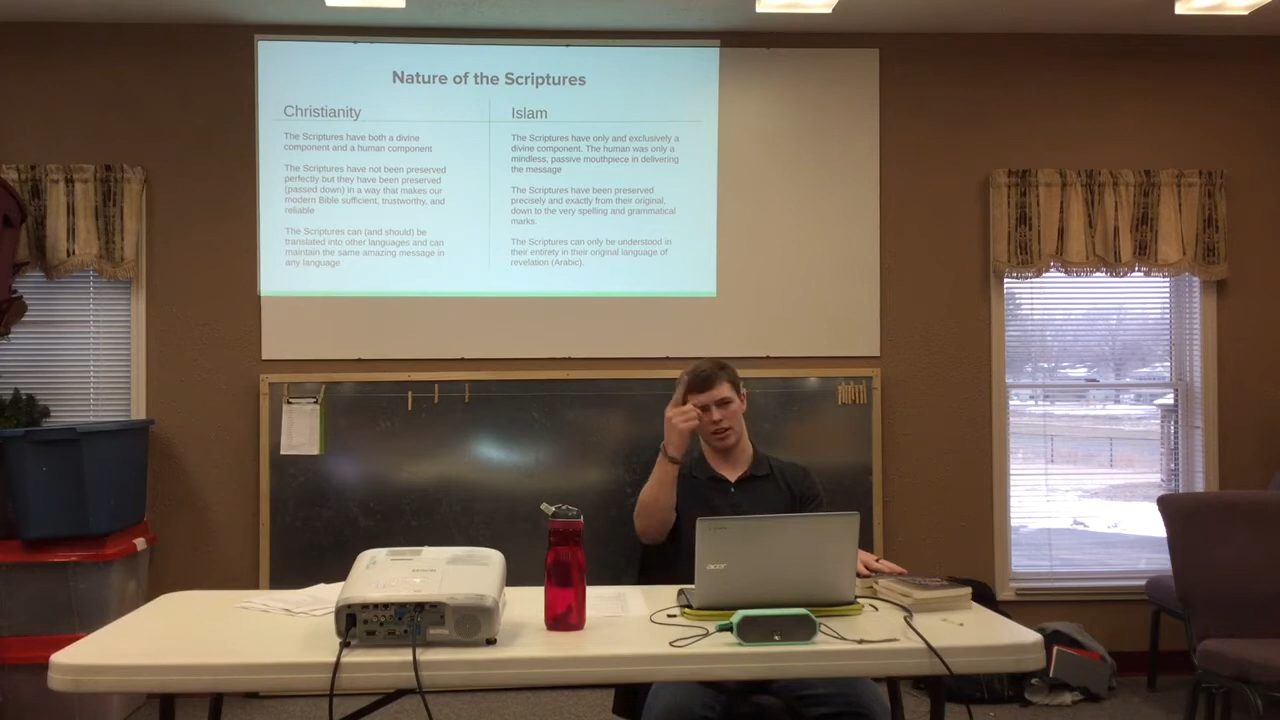 Nature of the Scriptures
Christianity
The Scriptures have both a divine
component and a human component
The Scriptures have not been preserved
perfectly but they have been preserved
(passed down) in a way that makes our
modern Bible sufficient, trustworthy, and
reliable
The Scriptures can (and should) be
translated into other languages and can
maintain the same amazing message in
any language
Islam
The Scriptures have only and exclusively a
divine component. The human was only a
mindless, passive mouthpiece in delivering
the message
The Scriptures have been preserved
precisely and exactly from their original,
down to the very spelling and grammatical
marks.
The Scriptures can only be understood in
their entirety in their original language of
revelation (Arabic).
EPSON
acer